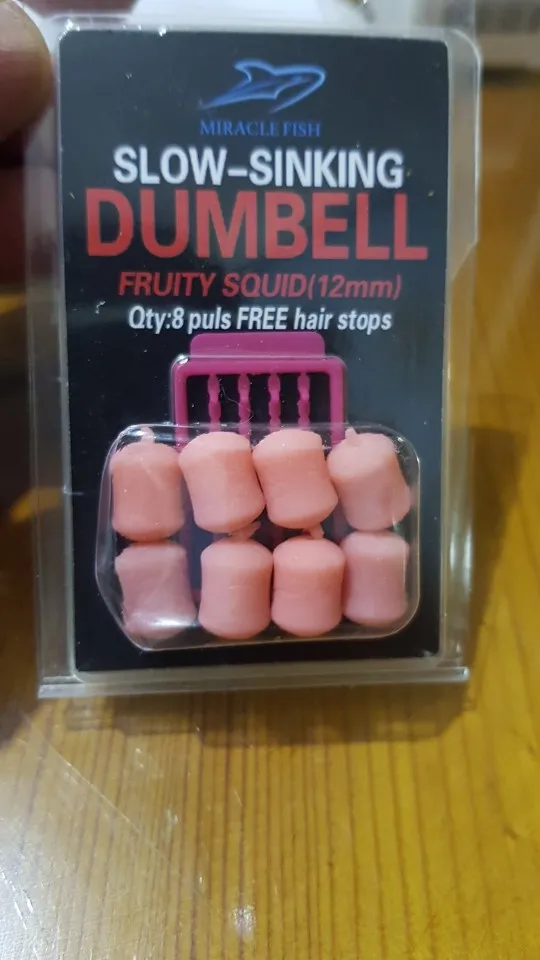 MIRACLE FISH
SLOW-SINKING
DUMBELL
FRUITY SQUID(12mm)
Qty:8 puls FREE hair stops